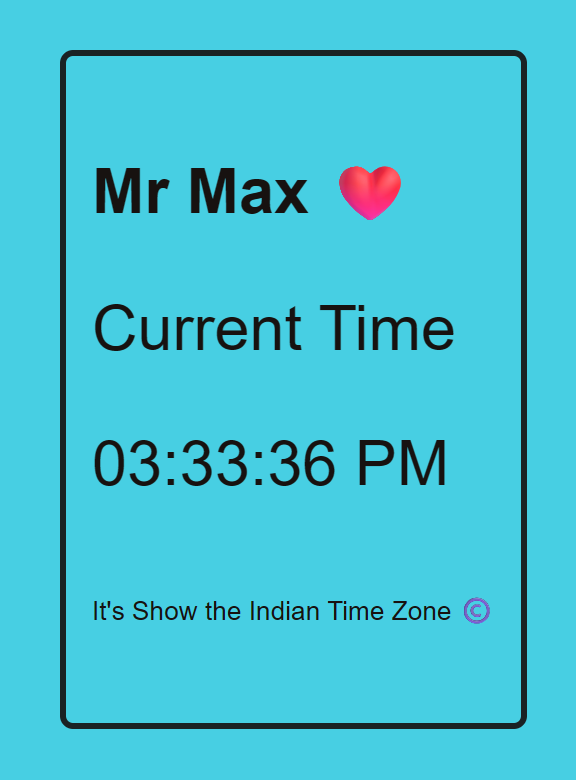 Mr Max ❤️
Current Time
03:33:36 PM
It's Show the Indian Time Zone ©